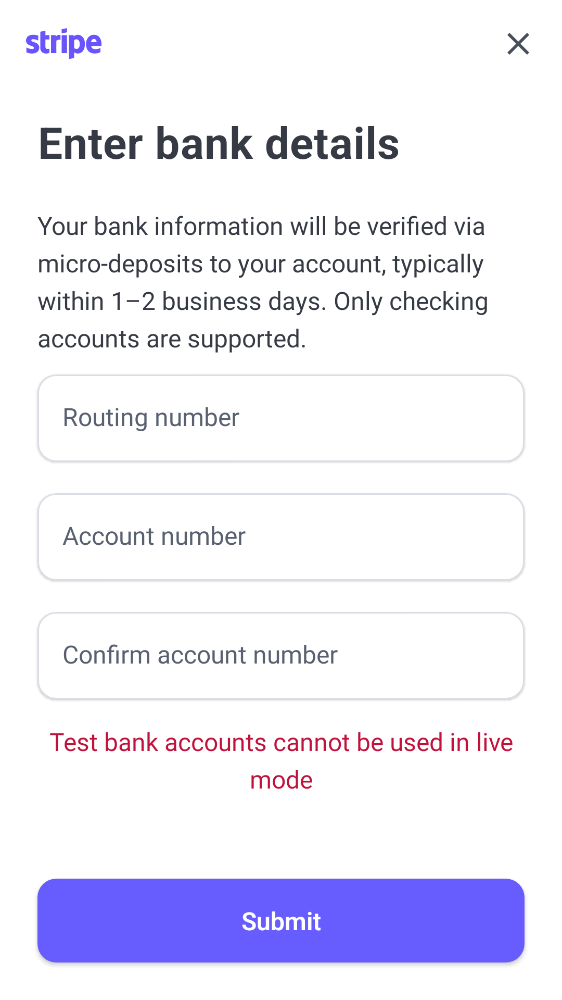 stripe
Enter bank details
Your bank information will be verified via
micro-deposits to your account, typically
within 1–2 business days. Only checking
accounts are supported.
Routing number
Account number
Confirm account number
Test bank accounts cannot be used in live
mode
Submit